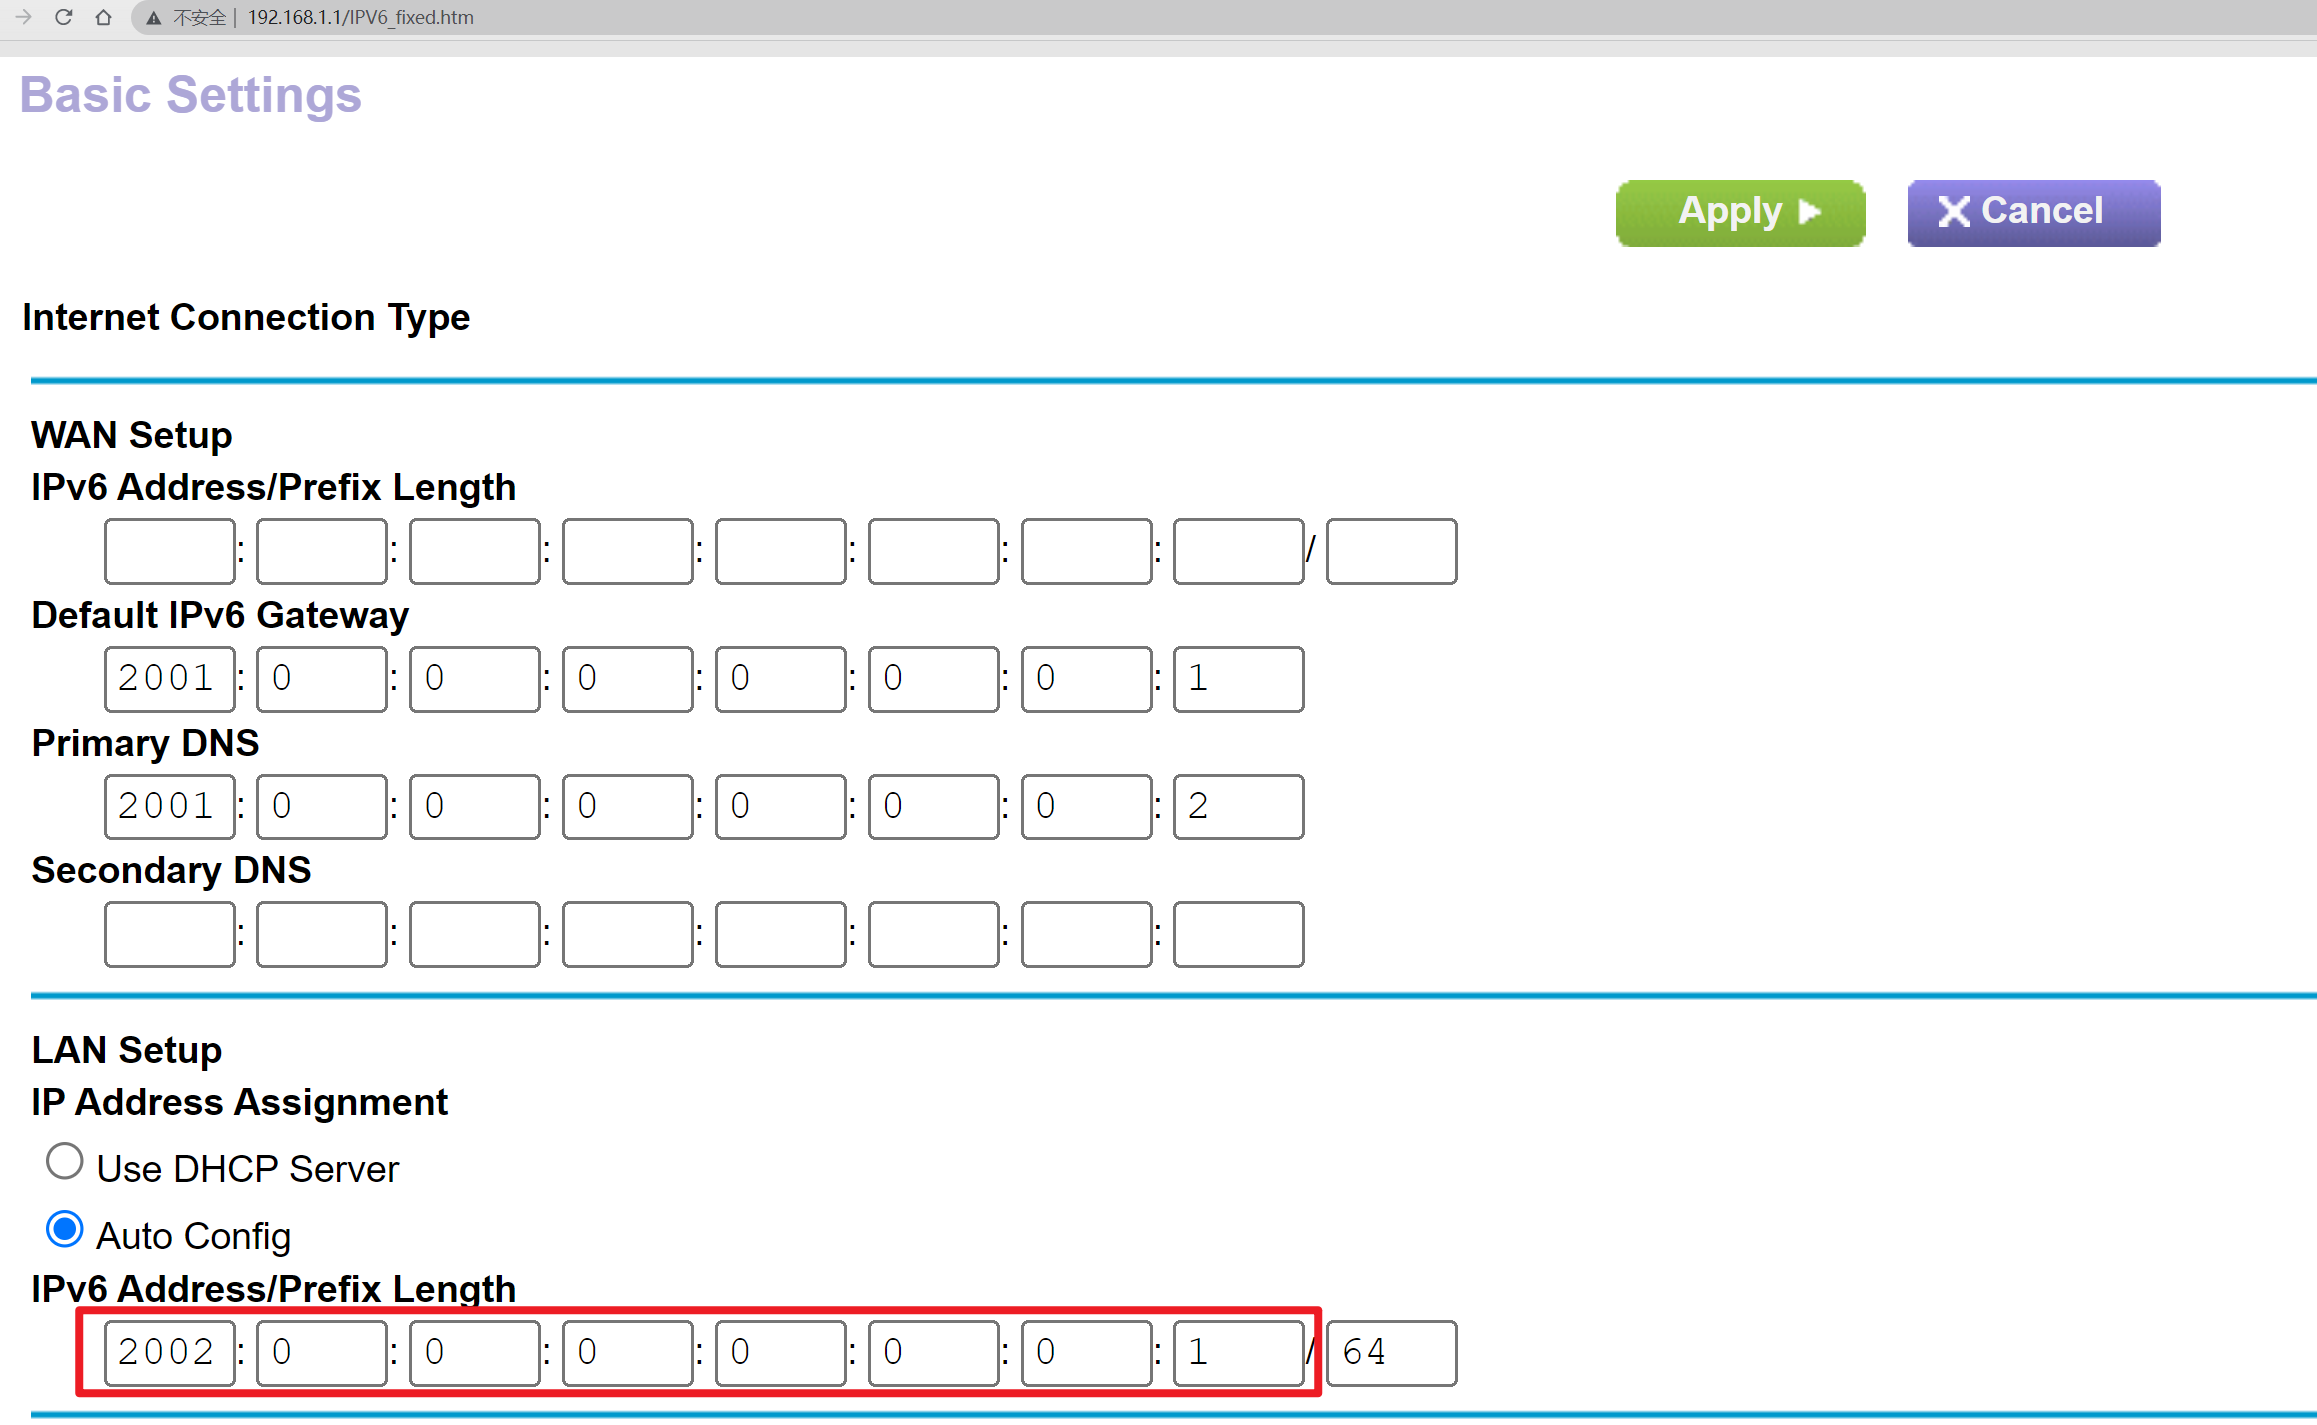 不安全 | 192.168.1.1/IPV6_fixed.htm
Basic Settings
Apply
Cancel
Internet Connection Type
WAN Setup
IPv6 Address/Prefix Length
: : : : : : : /
Default IPv6 Gateway
2001 : 0 : 0 : 0 : 0 : 0 : 0 : 1
Primary DNS
2001 : 0 : 0 : 0 : 0 : 0 : 0 : 2
Secondary DNS
: : : : : : :
LAN Setup
IP Address Assignment
Use DHCP Server
Auto Config
IPv6 Address/Prefix Length
2002 : 0 : 0 : 0 : 0 : 0 : 0 : 1 / 64